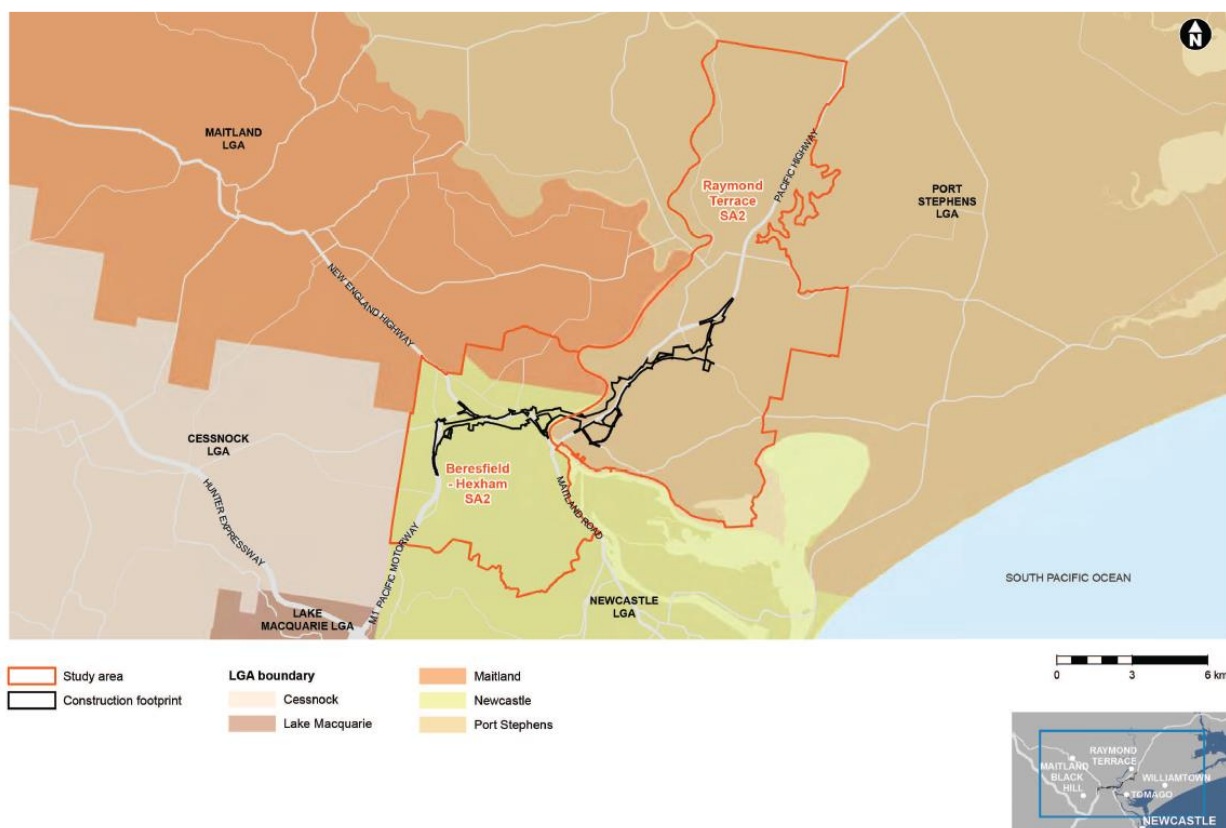 N
MAITLAND
LGA
Raymond
Terrace
SA2
PACIFIC HIGHWAY
PORT
STEPHENS
LGA
NEW ENGLAND HIGHWAY
CESSNOCK
LGA
HUNTER EXPRESSWAY
Beresfield
- Hexham
SA2
MAITLAND ROAD
M1 PACIFIC MOTORWAY
LAKE
MACQUARIE LGA
NEWCASTLE
LGA
SOUTH PACIFIC OCEAN
Study area
Construction footprint
LGA boundary
Cessnock
Lake Macquarie
Maitland
Newcastle
Port Stephens
0 3 6 km
RAYMOND
TERRACE
MAITLAND
BLACK
HILL
WILLIAMTOWN
TOMAGO
NEWCASTLE